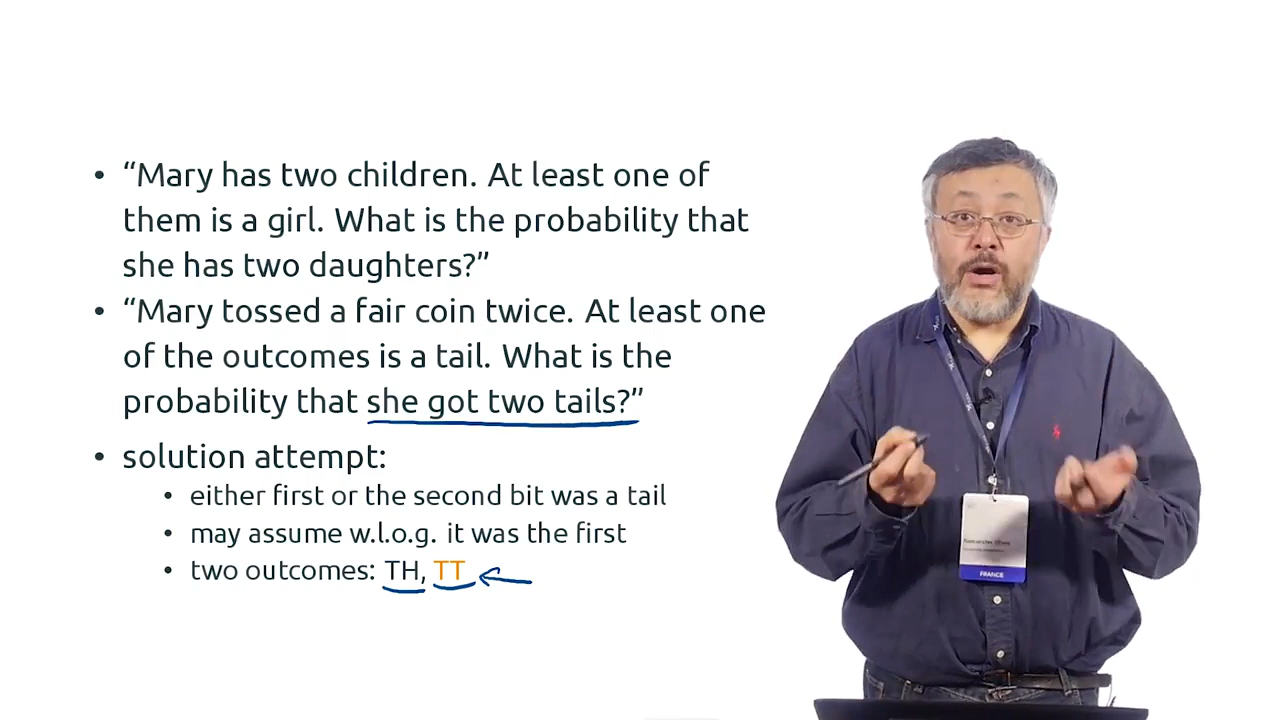 • “Mary has two children. At least one of
them is a girl. What is the probability that
she has two daughters?”
• “Mary tossed a fair coin twice. At least one
of the outcomes is a tail. What is the
probability that she got two tails?”
• solution attempt:
• either first or the second bit was a tail
• may assume w.l.o.g. it was the first
• two outcomes: TH, TT
FRANCE